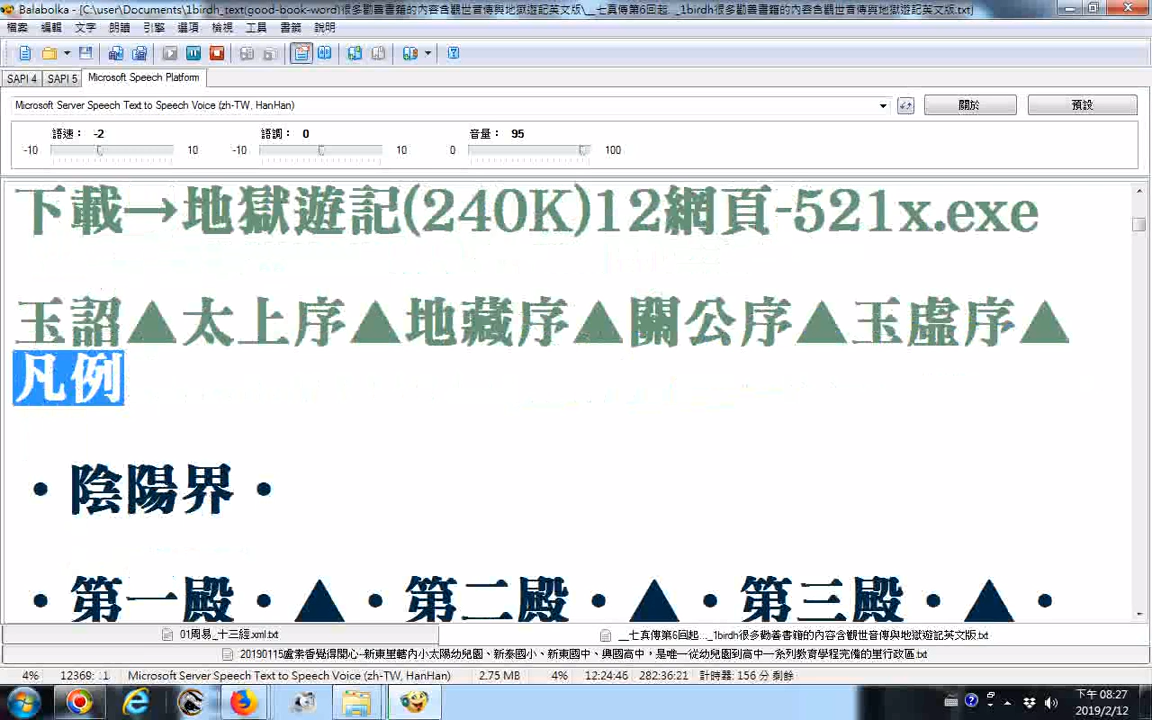 Balabolka - [C:\user\Documents\1birdh_text(good-book-word)很多勸善書籍的內容含觀世音傳與地獄遊記英文版\__七真傳第6回起..._1birdh很多勸善書籍的內容含觀世音傳與地獄遊記英文版.txt]
檔案 編輯 文字 朗讀 引擎 選項 檢視 工具 書籤 說明
SAPI 4 SAPI 5 Microsoft Speech Platform
Microsoft Server Speech Text to Speech Voice (zh-TW, HanHan) 關於 預設
語速： -2 語調： 0 音量： 95
-10 10 -10 10 0 100
下載→地獄遊記(240K)12網頁-521x.exe
玉詔▲太上序▲地藏序▲關公序▲玉虛序▲
凡例
・陰陽界・
・第一殿・▲・第二殿・▲・第三殿・▲・
01周易_十三經.xml.txt __七真傳第6回起..._1birdh很多勸善書籍的內容含觀世音傳與地獄遊記英文版.txt
20190115盧素香覺得開心--新東里轄內小太陽幼兒園、新泰國小、新東國中、興國高中，是唯一從幼兒園到高中一系列教育學程完備的里行政區.txt
4% 12369: 1 Microsoft Server Speech Text to Speech Voice (zh-TW, HanHan) 2.75 MB 4% 12:24:46 282:36:21 計時器： 156 分 剩餘
下午 08:27
2019/2/12